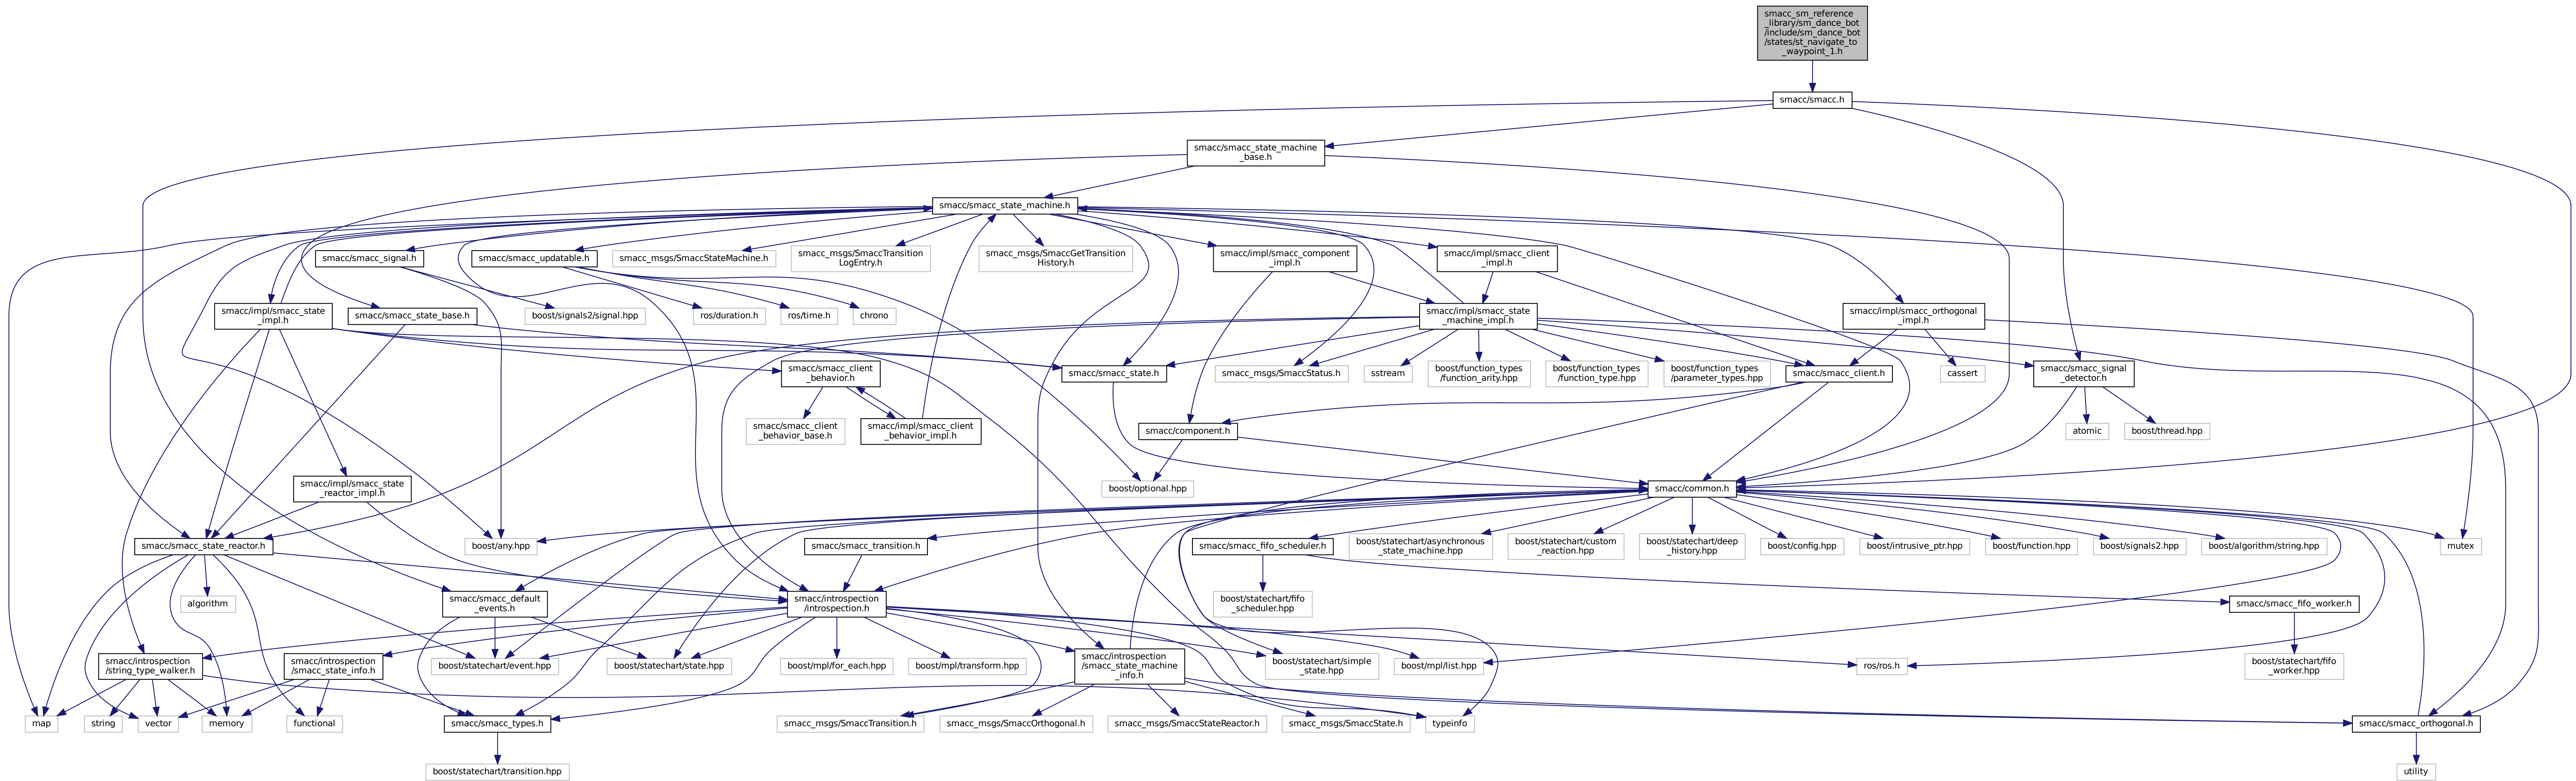 smacc_sm_reference
_library/sm_dance_bot
/include/sm_dance_bot
/states/st_navigate_to
_waypoint_1.h
smacc/smacc.h
smacc/smacc_state_machine
_base.h
smacc/smacc_state_machine.h
smacc/smacc_signal.h
smacc/smacc_updatable.h
smacc_msgs/SmaccStateMachine.h
smacc_msgs/SmaccTransition
LogEntry.h
smacc_msgs/SmaccGetTransition
History.h
smacc/impl/smacc_component
_impl.h
smacc/impl/smacc_client
_impl.h
smacc/impl/smacc_state
_impl.h
smacc/smacc_state_base.h
boost/signals2/signal.hpp
ros/duration.h
ros/time.h
chrono
smacc/impl/smacc_state
_machine_impl.h
smacc/impl/smacc_orthogonal
_impl.h
smacc/smacc_client
_behavior.h
smacc/smacc_state.h
smacc_msgs/SmaccStatus.h
sstream
boost/function_types
/function_arity.hpp
boost/function_types
/function_type.hpp
boost/function_types
/parameter_types.hpp
smacc/smacc_client.h
cassert
smacc/smacc_signal
_detector.h
smacc/smacc_client
_behavior_base.h
smacc/impl/smacc_client
_behavior_impl.h
smacc/component.h
atomic
boost/thread.hpp
smacc/impl/smacc_state
_reactor_impl.h
boost/optional.hpp
smacc/common.h
smacc/smacc_state_reactor.h
boost/any.hpp
smacc/smacc_transition.h
smacc/smacc_fifo_scheduler.h
boost/statechart/asynchronous
_state_machine.hpp
boost/statechart/custom
_reaction.hpp
boost/statechart/deep
_history.hpp
boost/config.hpp
boost/intrusive_ptr.hpp
boost/function.hpp
boost/signals2.hpp
boost/algorithm/string.hpp
mutex
algorithm
smacc/smacc_default
_events.h
smacc/introspection
/introspection.h
boost/statechart/fifo
_scheduler.hpp
smacc/smacc_fifo_worker.h
smacc/introspection
/string_type_walker.h
smacc/introspection
/smacc_state_info.h
boost/statechart/event.hpp
boost/statechart/state.hpp
boost/mpl/for_each.hpp
boost/mpl/transform.hpp
smacc/introspection
/smacc_state_machine
_info.h
boost/statechart/simple
_state.hpp
boost/mpl/list.hpp
ros/ros.h
boost/statechart/fifo
_worker.hpp
map
string
vector
memory
functional
smacc/smacc_types.h
smacc_msgs/SmaccTransition.h
smacc_msgs/SmaccOrthogonal.h
smacc_msgs/SmaccStateReactor.h
smacc_msgs/SmaccState.h
typeinfo
smacc/smacc_orthogonal.h
boost/statechart/transition.hpp
utility